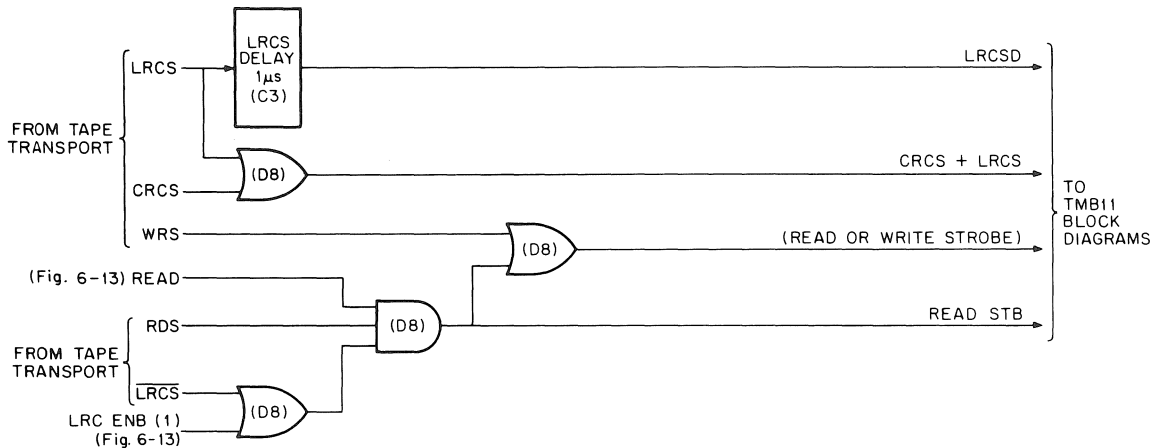 LRCS
DELAY
1µs
(C3)
LRCS
LRCSD
FROM TAPE
TRANSPORT
(D8)
CRCS + LRCS
CRCS
TO
TMB11
BLOCK
DIAGRAMS
WRS
(D8)
(READ OR WRITE STROBE)
(Fig. 6-13) READ
RDS
(D8)
READ STB
FROM TAPE
TRANSPORT
L̅R̅C̅S̅
(D8)
LRC ENB (1)
(Fig. 6-13)